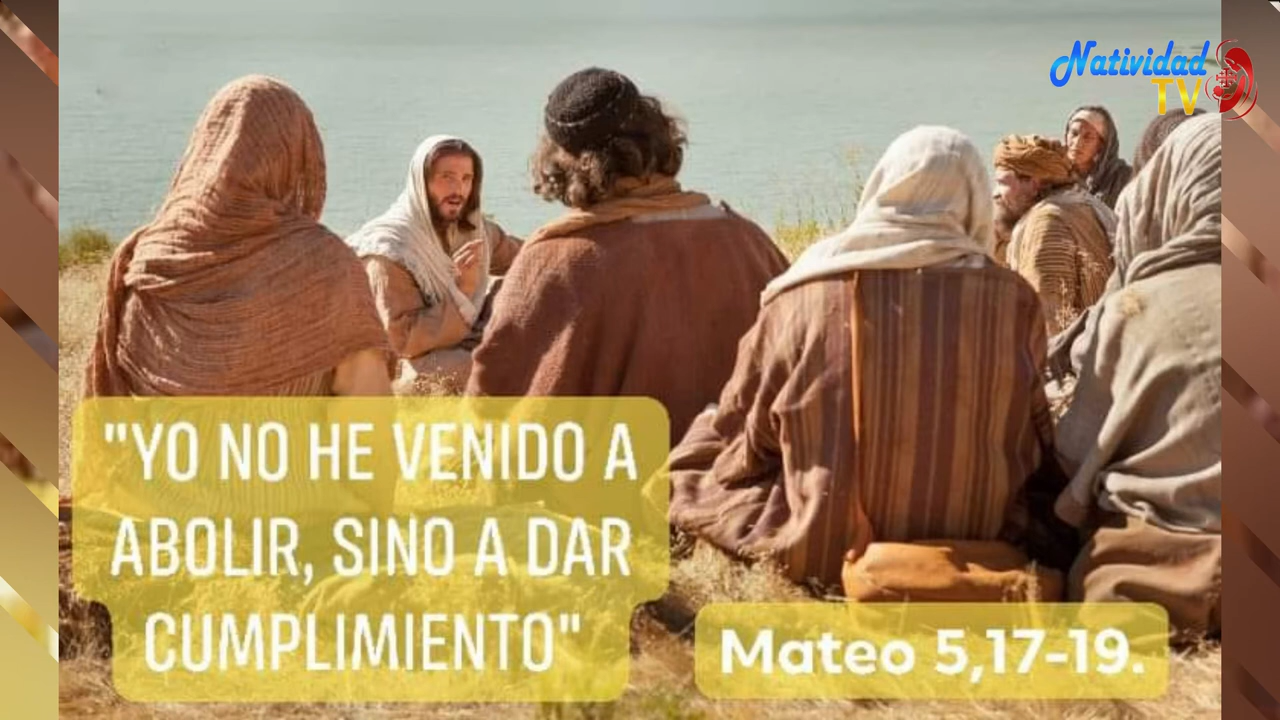 Natividad
TV
"YO NO HE VENIDO A
ABOLIR, SINO A DAR
CUMPLIMIENTO"
Mateo 5,17-19.